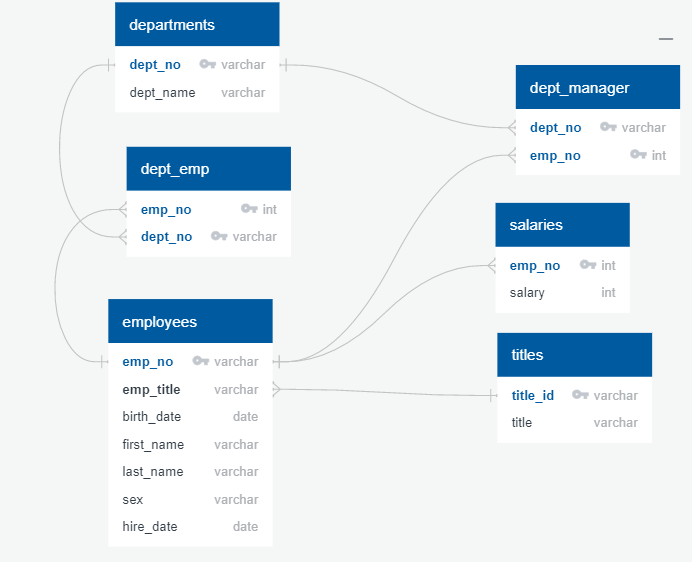 departments
dept_no varchar
dept_name varchar
dept_manager
dept_no varchar
emp_no int
dept_emp
emp_no int
dept_no varchar
salaries
emp_no int
salary int
employees
emp_no varchar
emp_title varchar
birth_date date
first_name varchar
last_name varchar
sex varchar
hire_date date
titles
title_id varchar
title varchar